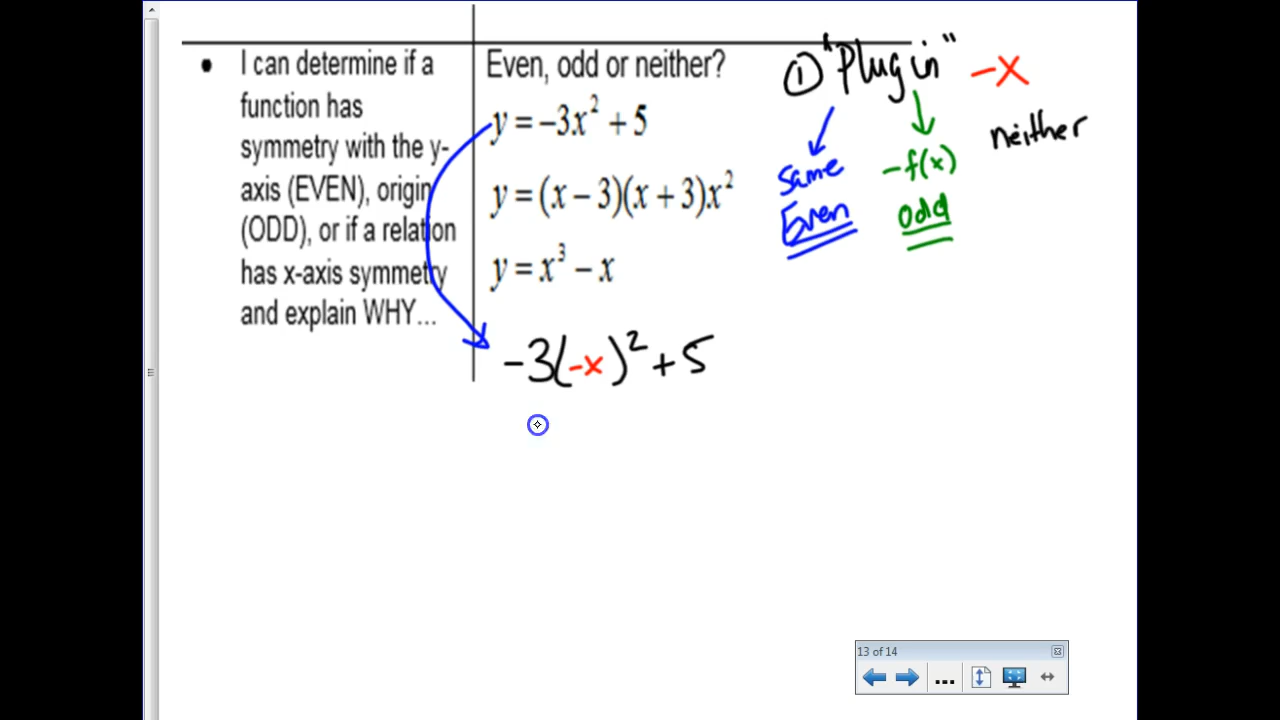 • I can determine if a
function has
symmetry with the y-
axis (EVEN), origin
(ODD), or if a relation
has x-axis symmetry
and explain WHY...
Even, odd or neither?
y = –3x² + 5
y = (x – 3)(x + 3)x²
y = x³ – x
-3(-x)² + 5
① "Plug in" -x
same
Even
-f(x)
odd
neither
13 of 14
...